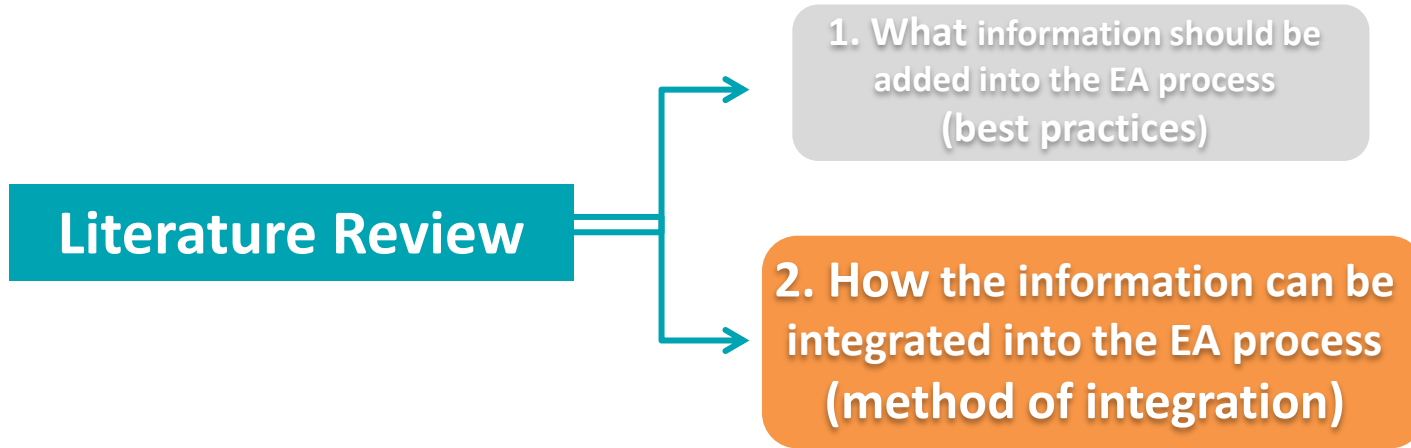 Literature Review
1. What information should be
added into the EA process
(best practices)
2. How the information can be
integrated into the EA process
(method of integration)